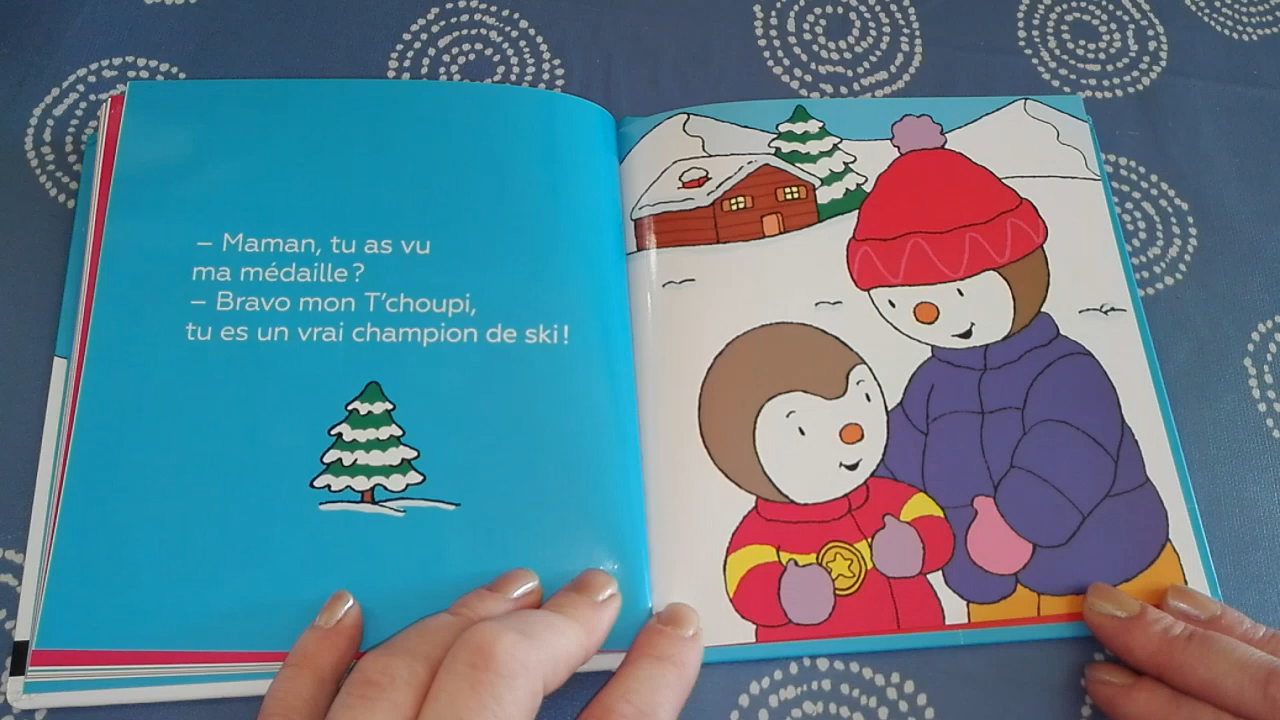 – Maman, tu as vu
ma médaille ?
– Bravo mon T'choupi,
tu es un vrai champion de ski !